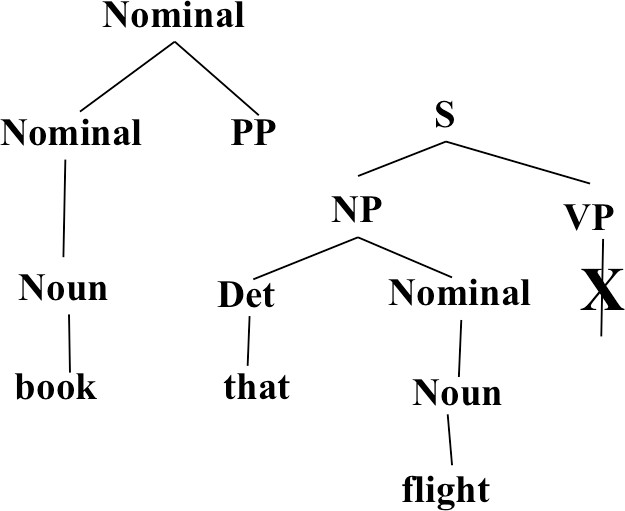 Nominal
Nominal PP
S
NP VP
Noun Det Nominal X
book that Noun
flight